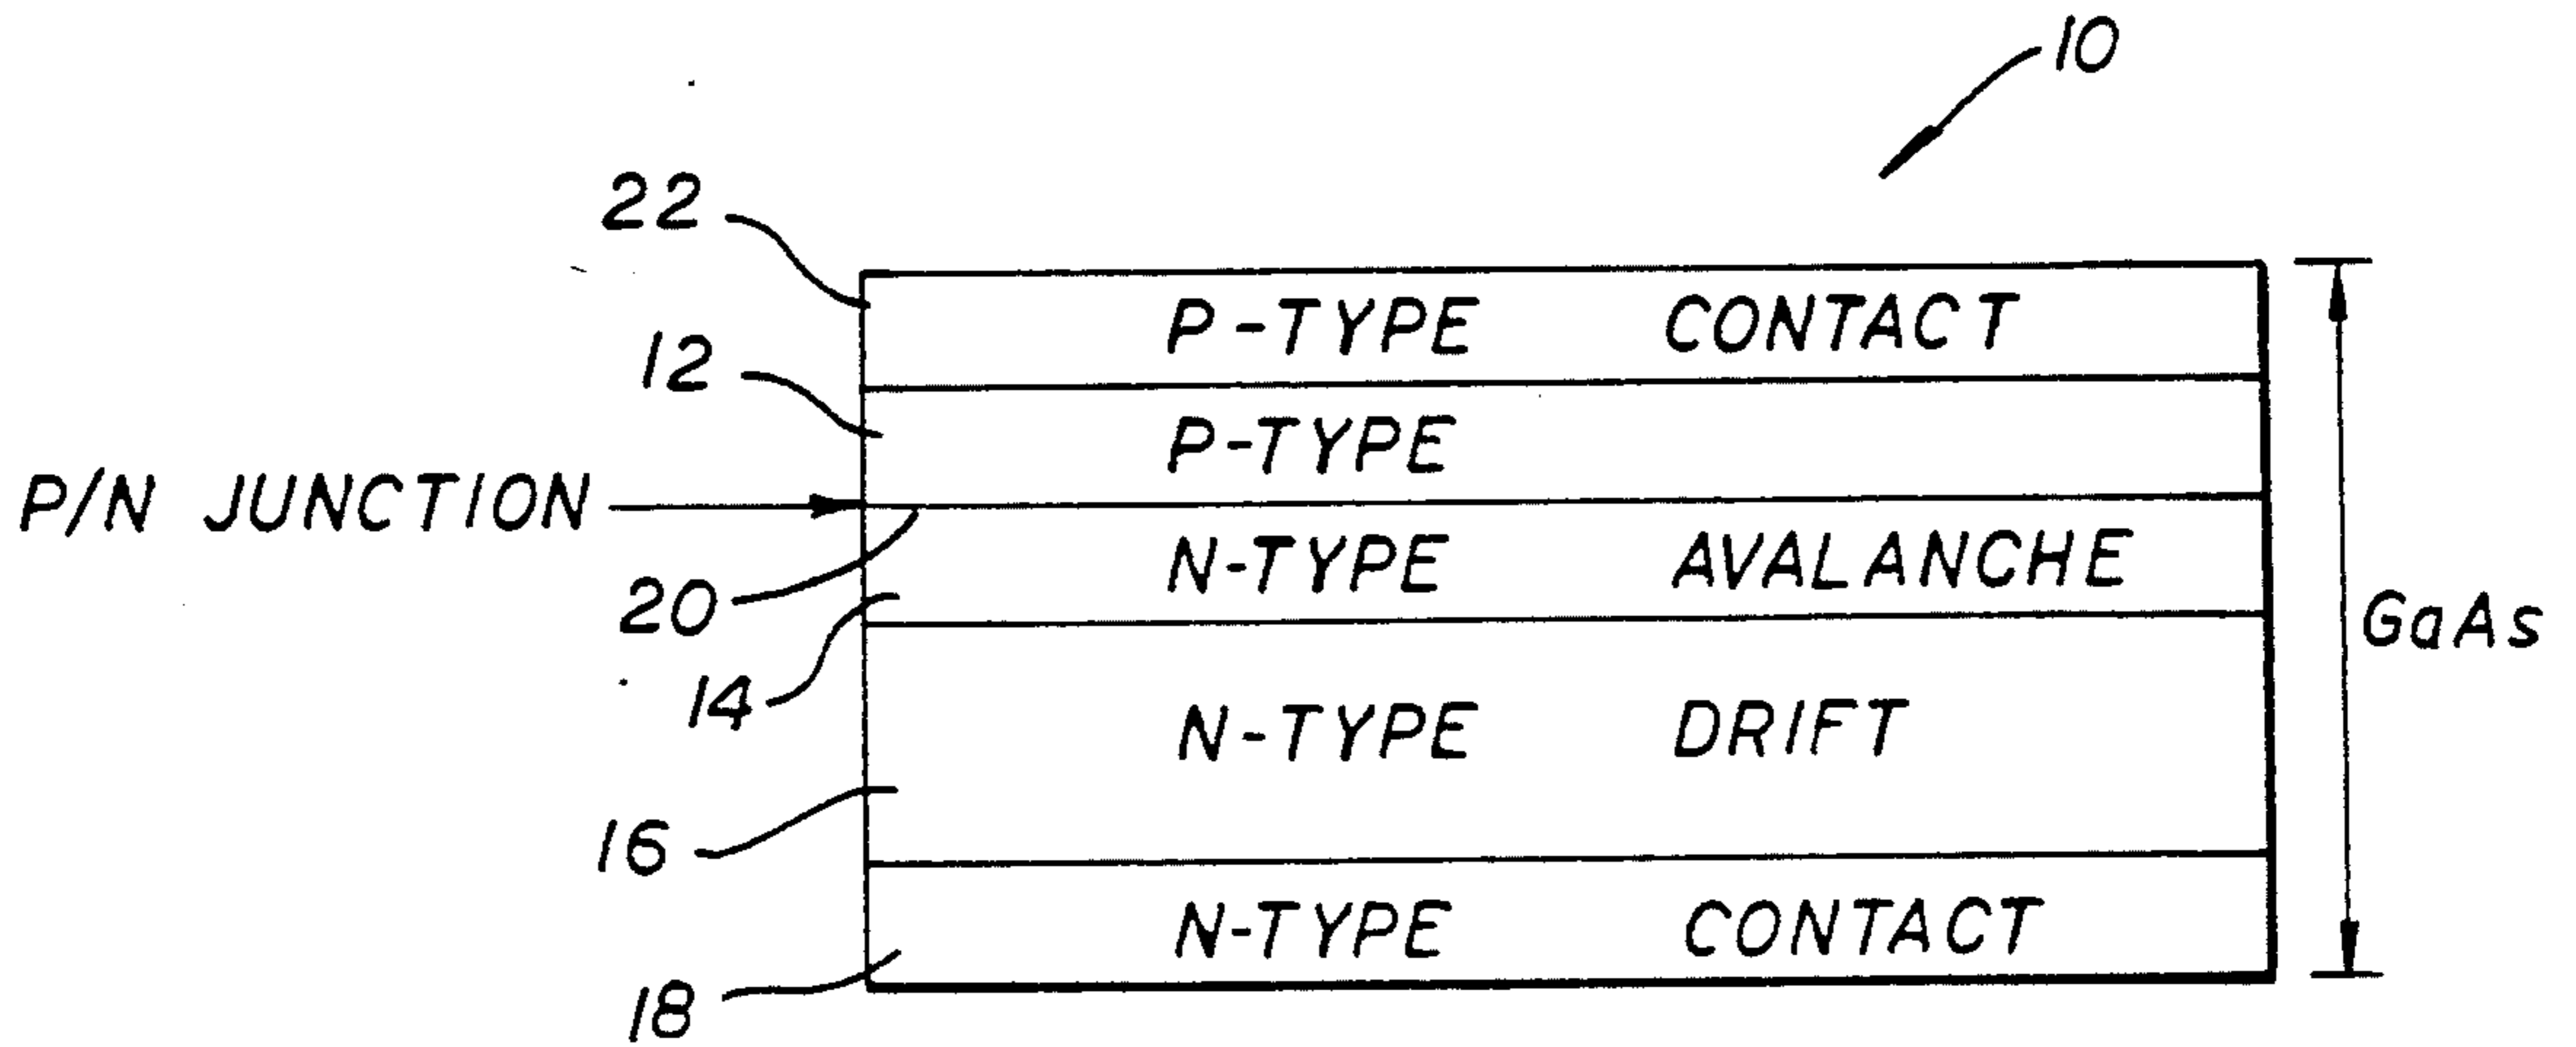 10
22
P-TYPE CONTACT
12
P-TYPE
P/N JUNCTION
20
N-TYPE AVALANCHE
14
GaAs
N-TYPE DRIFT
16
N-TYPE CONTACT
18